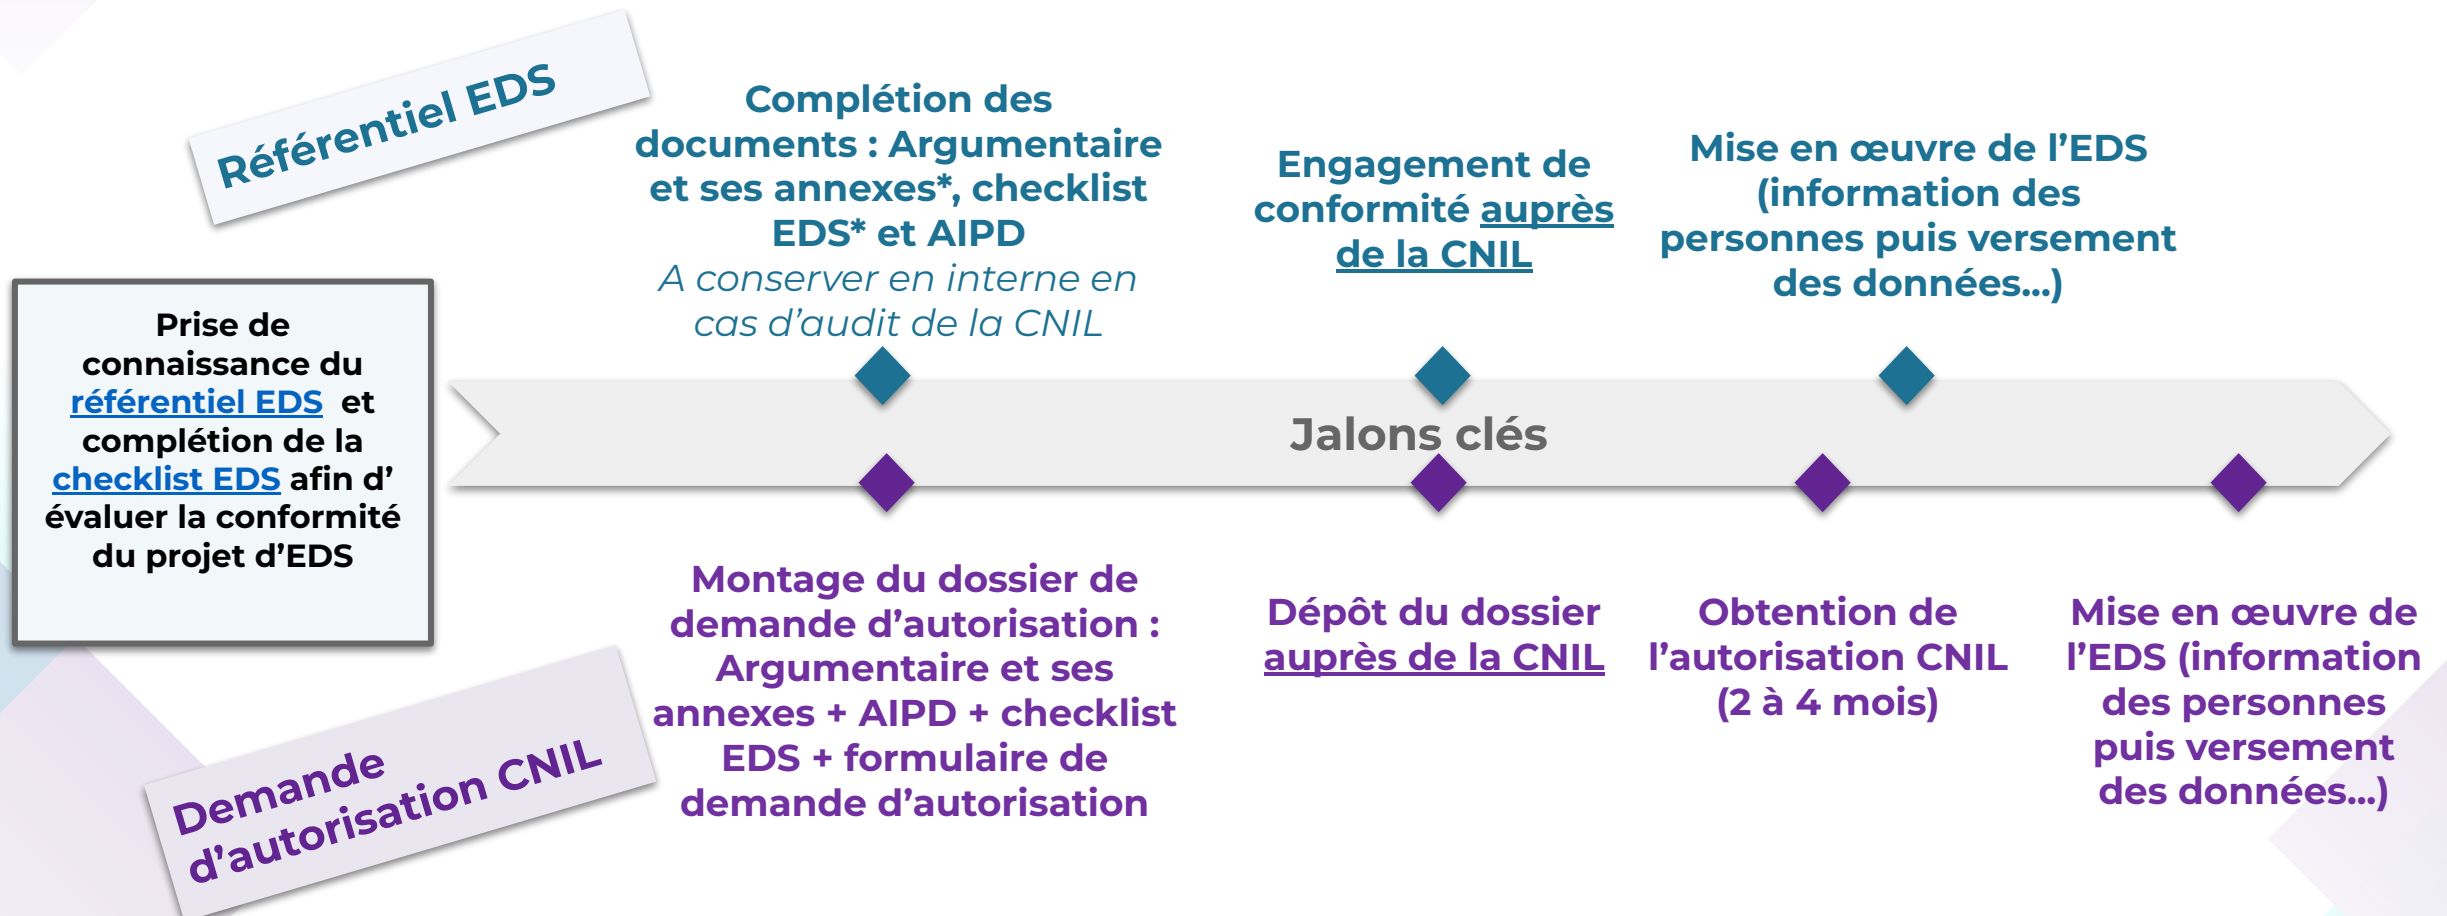 Référentiel EDS
Complétion des
documents : Argumentaire
et ses annexes*, checklist
EDS* et AIPD
A conserver en interne en
cas d’audit de la CNIL
Engagement de
conformité auprès
de la CNIL
Mise en œuvre de l’EDS
(information des
personnes puis versement
des données...)
Prise de
connaissance du
référentiel EDS et
complétion de la
checklist EDS afin d’
évaluer la conformité
du projet d’EDS
Jalons clés
Demande
d’autorisation CNIL
Montage du dossier de
demande d’autorisation :
Argumentaire et ses
annexes + AIPD + checklist
EDS + formulaire de
demande d’autorisation
Dépôt du dossier
auprès de la CNIL
Obtention de
l’autorisation CNIL
(2 à 4 mois)
Mise en œuvre de
l’EDS (information
des personnes
puis versement
des données...)